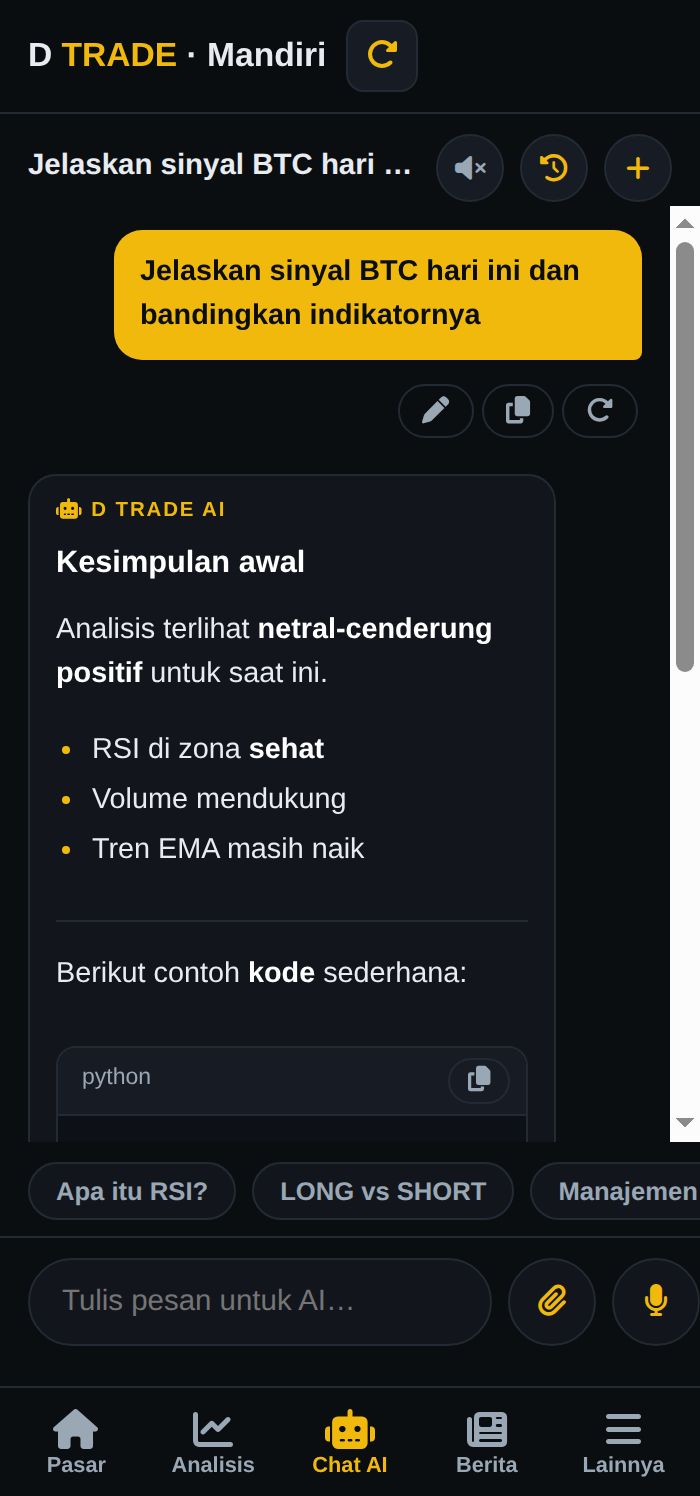 D TRADE · Mandiri
Jelaskan sinyal BTC hari ...
Jelaskan sinyal BTC hari ini dan
bandingkan indikatornya
D TRADE AI
Kesimpulan awal
Analisis terlihat netral-cenderung
positif untuk saat ini.
• RSI di zona sehat
• Volume mendukung
• Tren EMA masih naik
Berikut contoh kode sederhana:
python
Apa itu RSI? LONG vs SHORT Manajemen
Tulis pesan untuk AI...
Pasar Analisis Chat AI Berita Lainnya